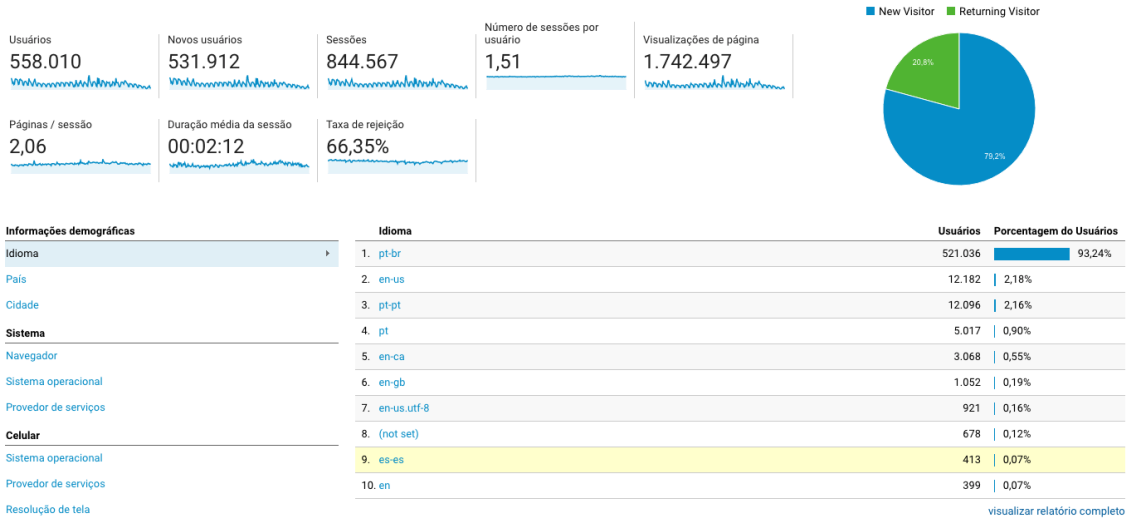 New Visitor Returning Visitor
Usuários
558.010
Novos usuários
531.912
Sessões
844.567
Número de sessões por
usuário
1,51
Visualizações de página
1.742.497
Páginas / sessão
2,06
Duração média da sessão
00:02:12
Taxa de rejeição
66,35%
20,8%
79,2%
Informações demográficas
Idioma
País
Cidade
Sistema
Navegador
Sistema operacional
Provedor de serviços
Celular
Sistema operacional
Provedor de serviços
Resolução de tela
Idioma Usuários Porcentagem do Usuários
1. pt-br 521.036 93,24%
2. en-us 12.182 2,18%
3. pt-pt 12.096 2,16%
4. pt 5.017 0,90%
5. en-ca 3.068 0,55%
6. en-gb 1.052 0,19%
7. en-us.utf-8 921 0,16%
8. (not set) 678 0,12%
9. es-es 413 0,07%
10. en 399 0,07%
visualizar relatório completo